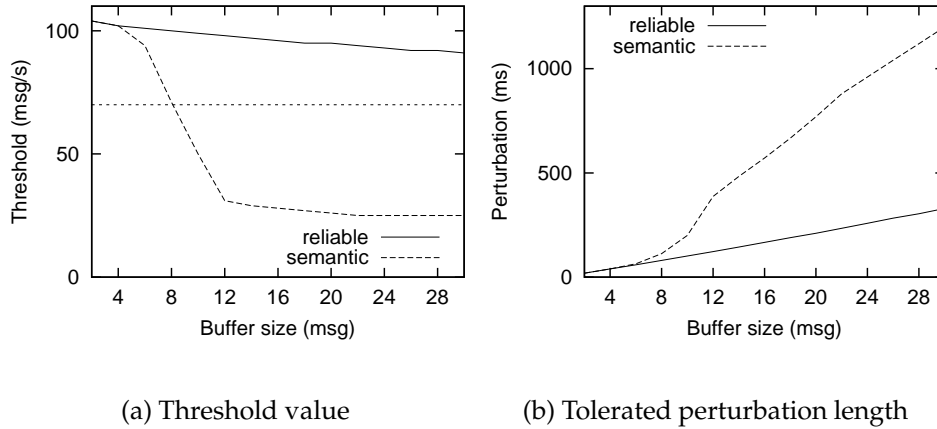 100
50
0
4 8 12 16 20 24 28
Threshold (msg/s)
Buffer size (msg)
reliable
semantic
(a) Threshold value
reliable
semantic
1000
500
0
4 8 12 16 20 24 28
Perturbation (ms)
Buffer size (msg)
(b) Tolerated perturbation length